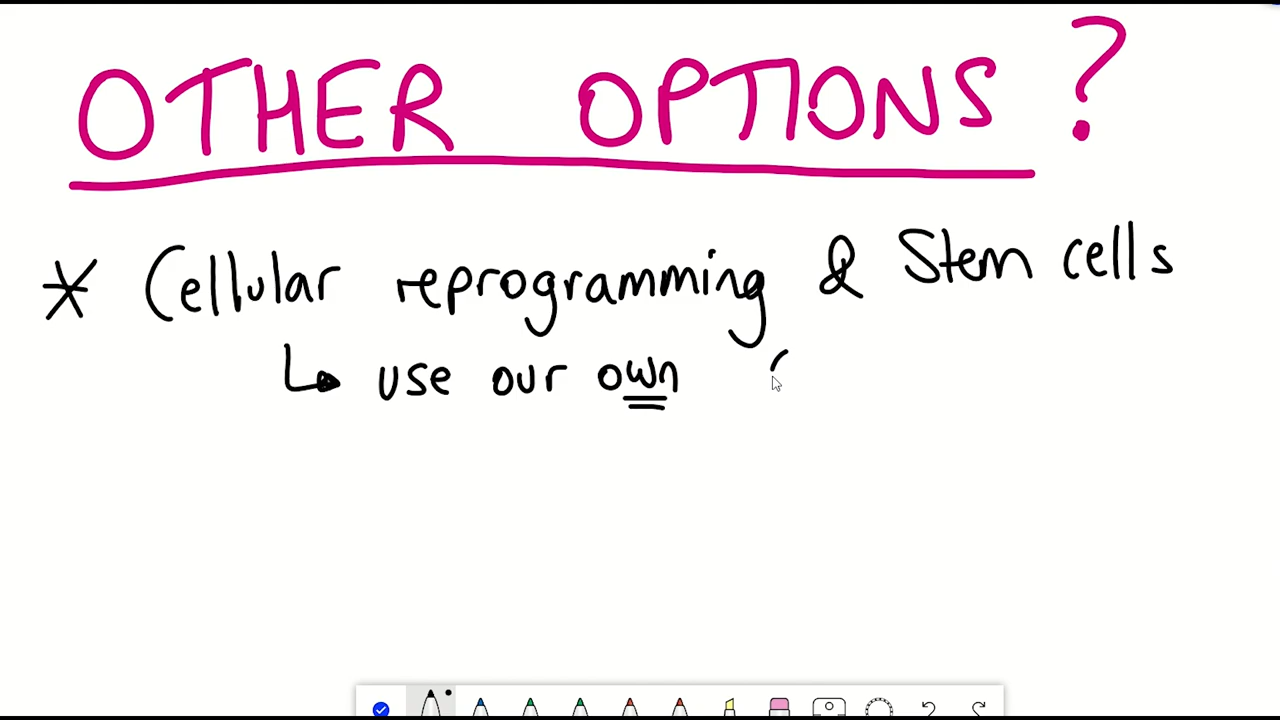 OTHER OPTIONS?
* Cellular reprogramming & Stem cells
↳ use our own